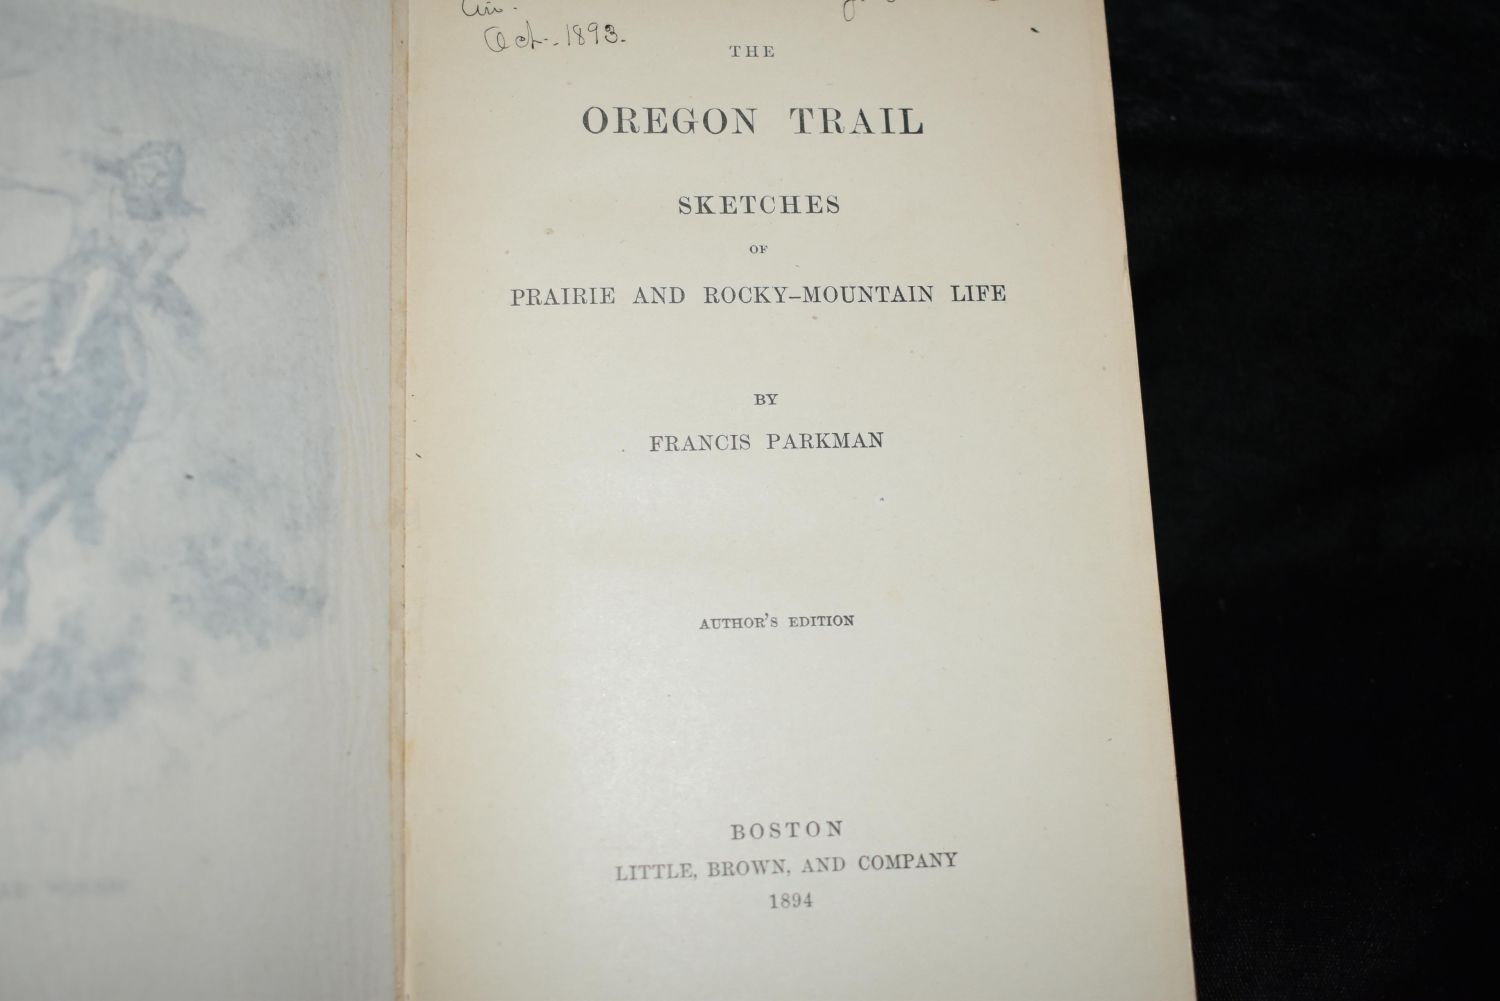 Oct. 1893.
THE
OREGON TRAIL
SKETCHES
OF
PRAIRIE AND ROCKY-MOUNTAIN LIFE
BY
FRANCIS PARKMAN
AUTHOR'S EDITION
BOSTON
LITTLE, BROWN, AND COMPANY
1894